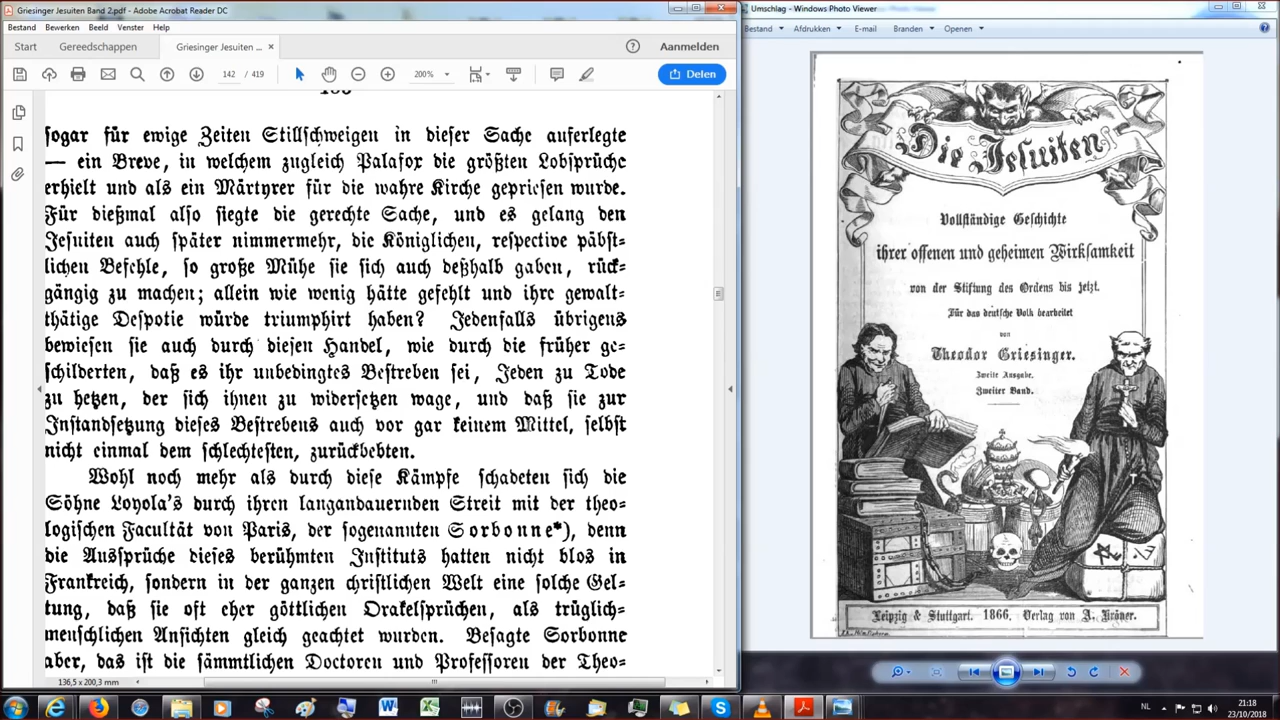 Griesinger Jesuiten Band 2.pdf - Adobe Acrobat Reader DC
Bestand Bewerken Beeld Venster Help
Start Gereedschappen Griesinger Jesuiten ... × Aanmelden
142 / 419 200% Delen
sogar für ewige Zeiten Stillschweigen in dieser Sache auferlegte
— ein Breve, in welchem zugleich Palafox die größten Lobsprüche
erhielt und als ein Märtyrer für die wahre Kirche gepriesen wurde.
Für dießmal also siegte die gerechte Sache, und es gelang den
Jesuiten auch später nimmermehr, die Königlichen, respective päbst-
lichen Befehle, so große Mühe sie sich auch deßhalb gaben, rück-
gängig zu machen; allein wie wenig hätte gefehlt und ihre gewalt-
thätige Despotie würde triumphirt haben? Jedenfalls übrigens
bewiesen sie auch durch diesen Handel, wie durch die früher ge-
schilderten, daß es ihr unbedingtes Bestreben sei, Jeden zu Tode
zu hetzen, der sich ihnen zu widersetzen wage, und daß sie zur
Instandsetzung dieses Bestrebens auch vor gar keinem Mittel, selbst
nicht einmal dem schlechtesten, zurückbebten.
Wohl noch mehr als durch diese Kämpfe schadeten sich die
Söhne Loyola's durch ihren langandauernden Streit mit der theo-
logischen Facultät von Paris, der sogenannten Sorbonne*), denn
die Aussprüche dieses berühmten Instituts hatten nicht blos in
Frankreich, sondern in der ganzen christlichen Welt eine solche Gel-
tung, daß sie oft eher göttlichen Orakelsprüchen, als trüglich-
menschlichen Ansichten gleich geachtet wurden. Besagte Sorbonne
aber, das ist die sämmtlichen Doctoren und Professoren der Theo-
136,5 x 200,3 mm
Umschlag - Windows Photo Viewer
Bestand Afdrukken E-mail Branden Openen
Die Jesuiten
Vollständige Geschichte
ihrer offenen und geheimen Wirksamkeit
von der Stiftung des Ordens bis jetzt.
Für das deutsche Volk bearbeitet
von
Theodor Griesinger.
Zweite Ausgabe.
Zweiter Band.
Leipzig & Stuttgart. 1866. Verlag von A. Kröner.
NL 21:18
23/10/2018